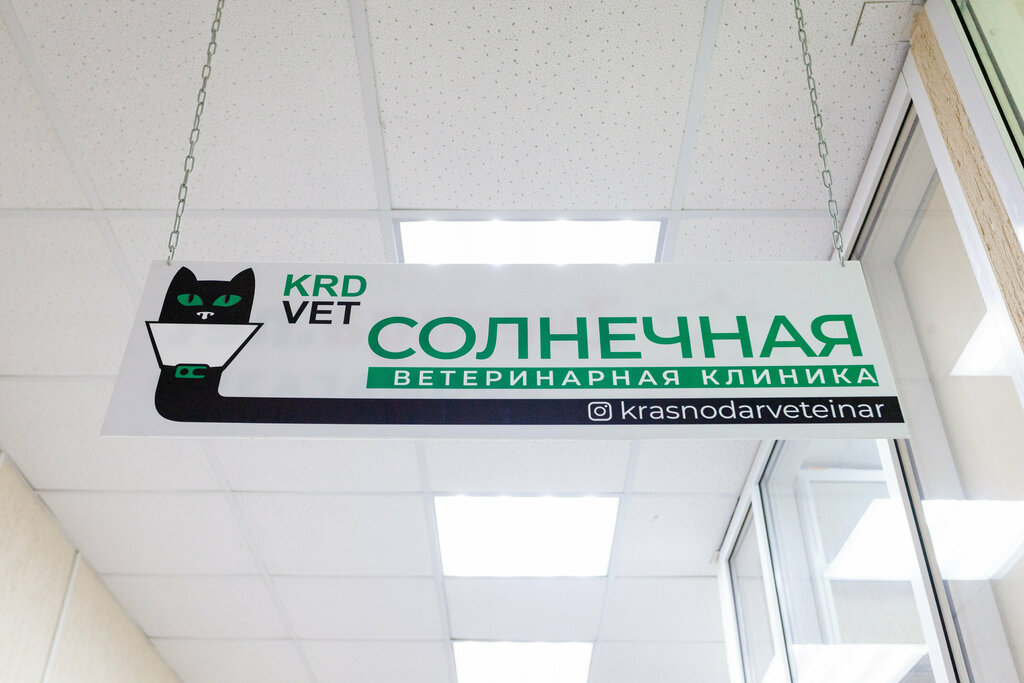 KRD
VET
СОЛНЕЧНАЯ
ВЕТЕРИНАРНАЯ КЛИНИКА
krasnodarveteinar